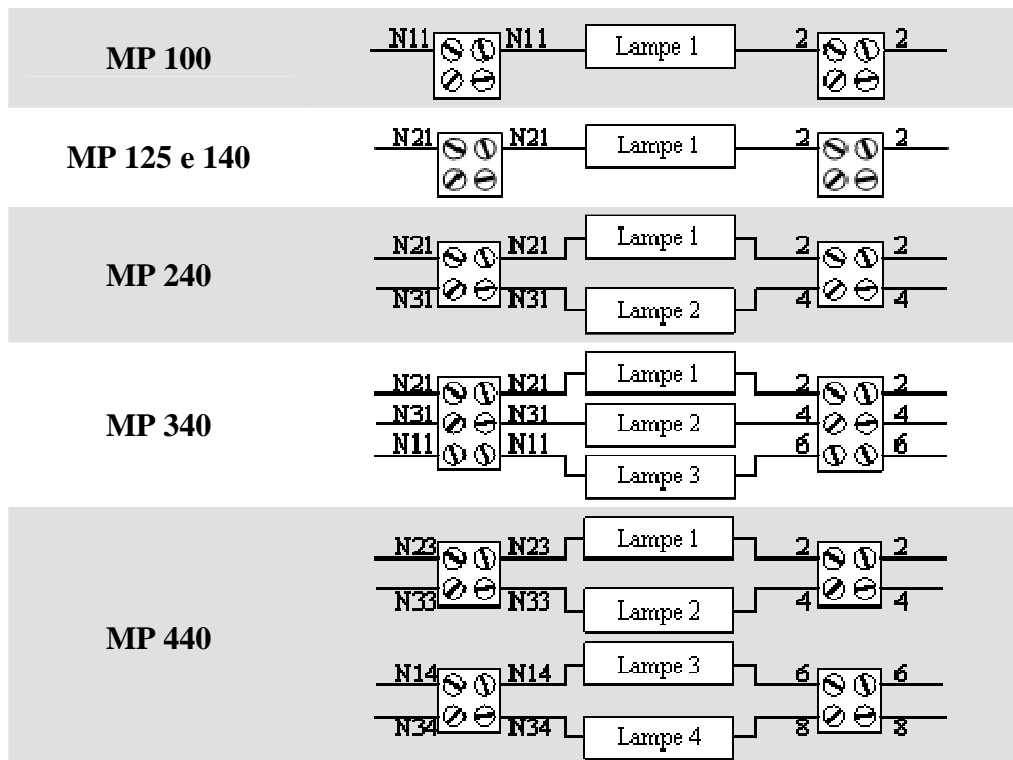 MP 100
N11 N11 Lampe 1 2 2
MP 125 e 140
N21 N21 Lampe 1 2 2
MP 240
N21 N21 Lampe 1 2 2
N31 N31 Lampe 2 4 4
MP 340
N21 N21 Lampe 1 2 2
N31 N31 Lampe 2 4 4
N11 N11 Lampe 3 6 6
MP 440
N23 N23 Lampe 1 2 2
N33 N33 Lampe 2 4 4
N14 N14 Lampe 3 6 6
N34 N34 Lampe 4 8 8